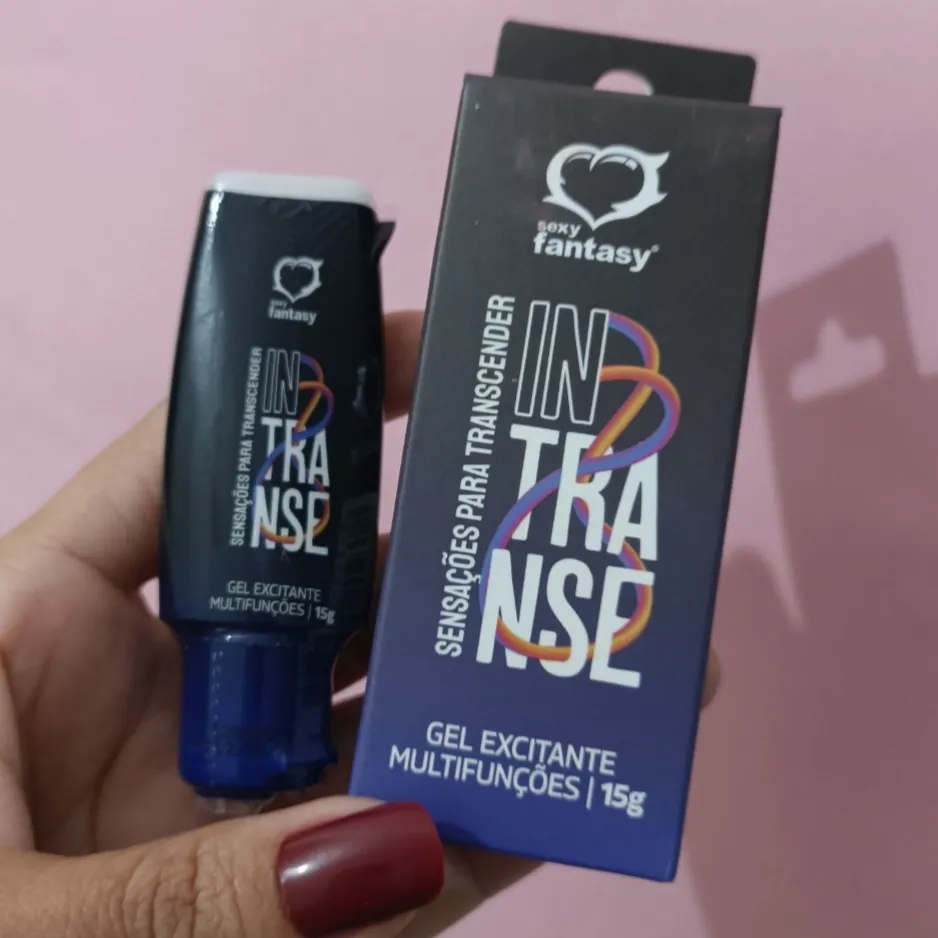 sexy
fantasy
SENSAÇÕES PARA TRANSCENDER
IN
TRA
NSE
GEL EXCITANTE
MULTIFUNÇÕES | 15g
sexy
fantasy®
SENSAÇÕES PARA TRANSCENDER
IN
TRA
NSE
GEL EXCITANTE
MULTIFUNÇÕES | 15g